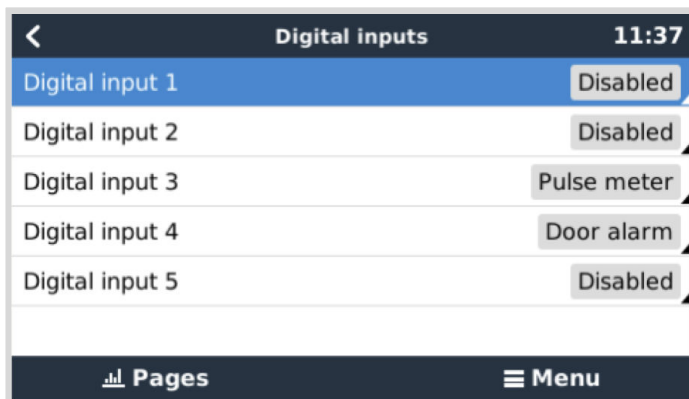 Digital inputs 11:37
Digital input 1 Disabled
Digital input 2 Disabled
Digital input 3 Pulse meter
Digital input 4 Door alarm
Digital input 5 Disabled
Pages Menu